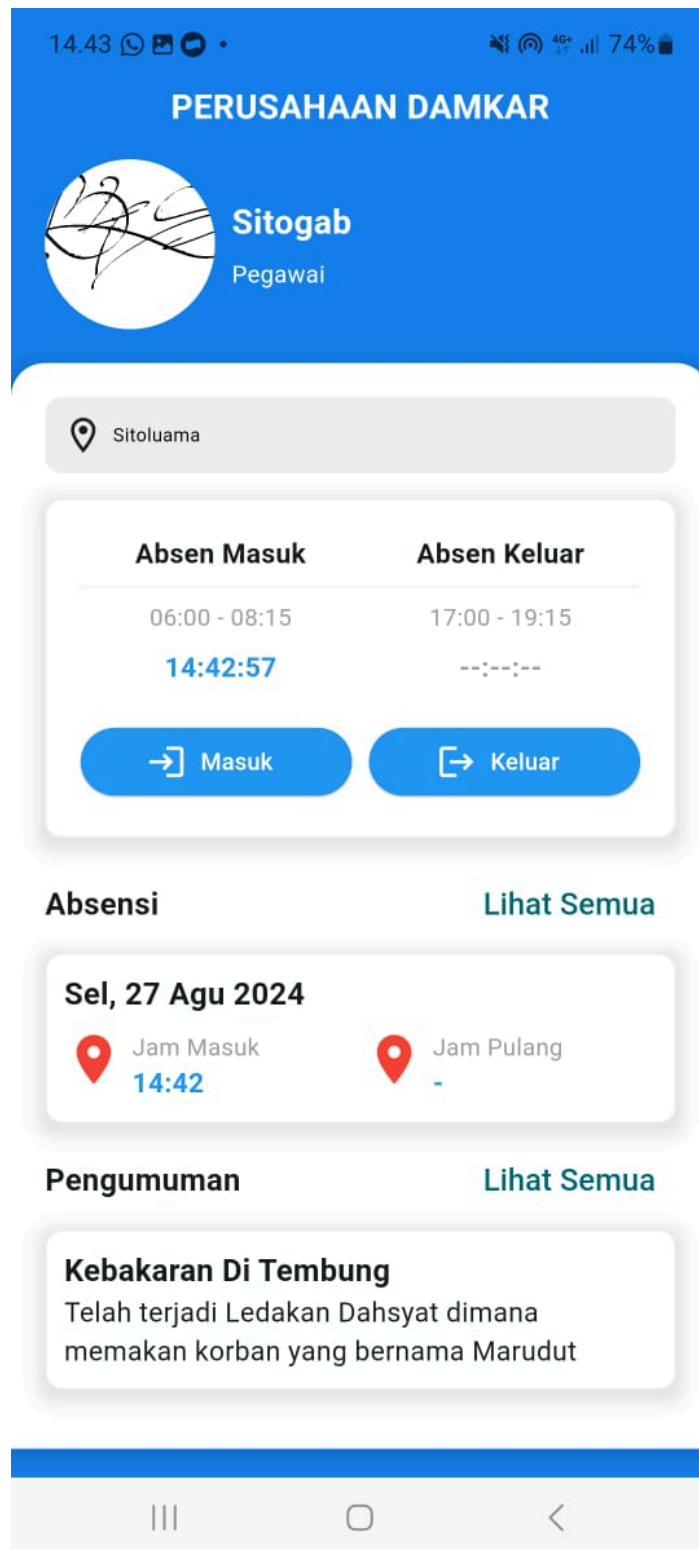 14.43 4G+ 74%
PERUSAHAAN DAMKAR
Sitogab
Pegawai
Sitoluama
Absen Masuk Absen Keluar
06:00 - 08:15 17:00 - 19:15
14:42:57 --:--:--
Masuk Keluar
Absensi Lihat Semua
Sel, 27 Agu 2024
Jam Masuk Jam Pulang
14:42 -
Pengumuman Lihat Semua
Kebakaran Di Tembung
Telah terjadi Ledakan Dahsyat dimana
memakan korban yang bernama Marudut